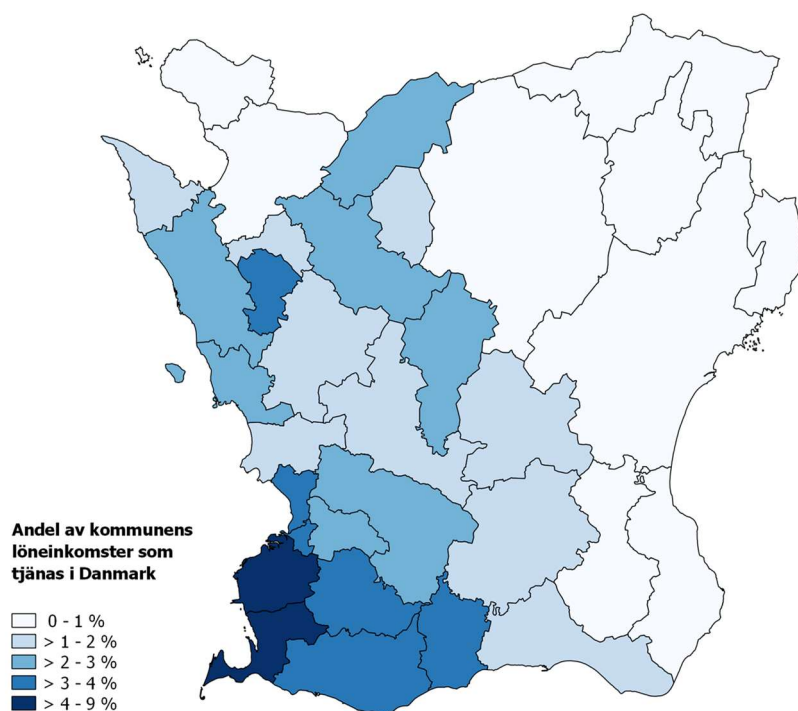 Andel av kommunens
löneinkomster som
tjänas i Danmark
0 - 1 %
> 1 - 2 %
> 2 - 3 %
> 3 - 4 %
> 4 - 9 %